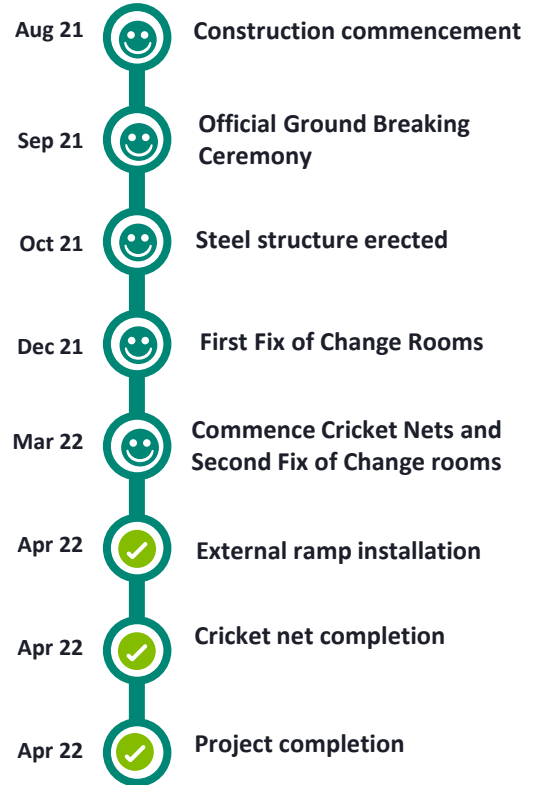 Aug 21
Construction commencement
Sep 21
Official Ground Breaking
Ceremony
Oct 21
Steel structure erected
Dec 21
First Fix of Change Rooms
Mar 22
Commence Cricket Nets and
Second Fix of Change rooms
Apr 22
External ramp installation
Apr 22
Cricket net completion
Apr 22
Project completion